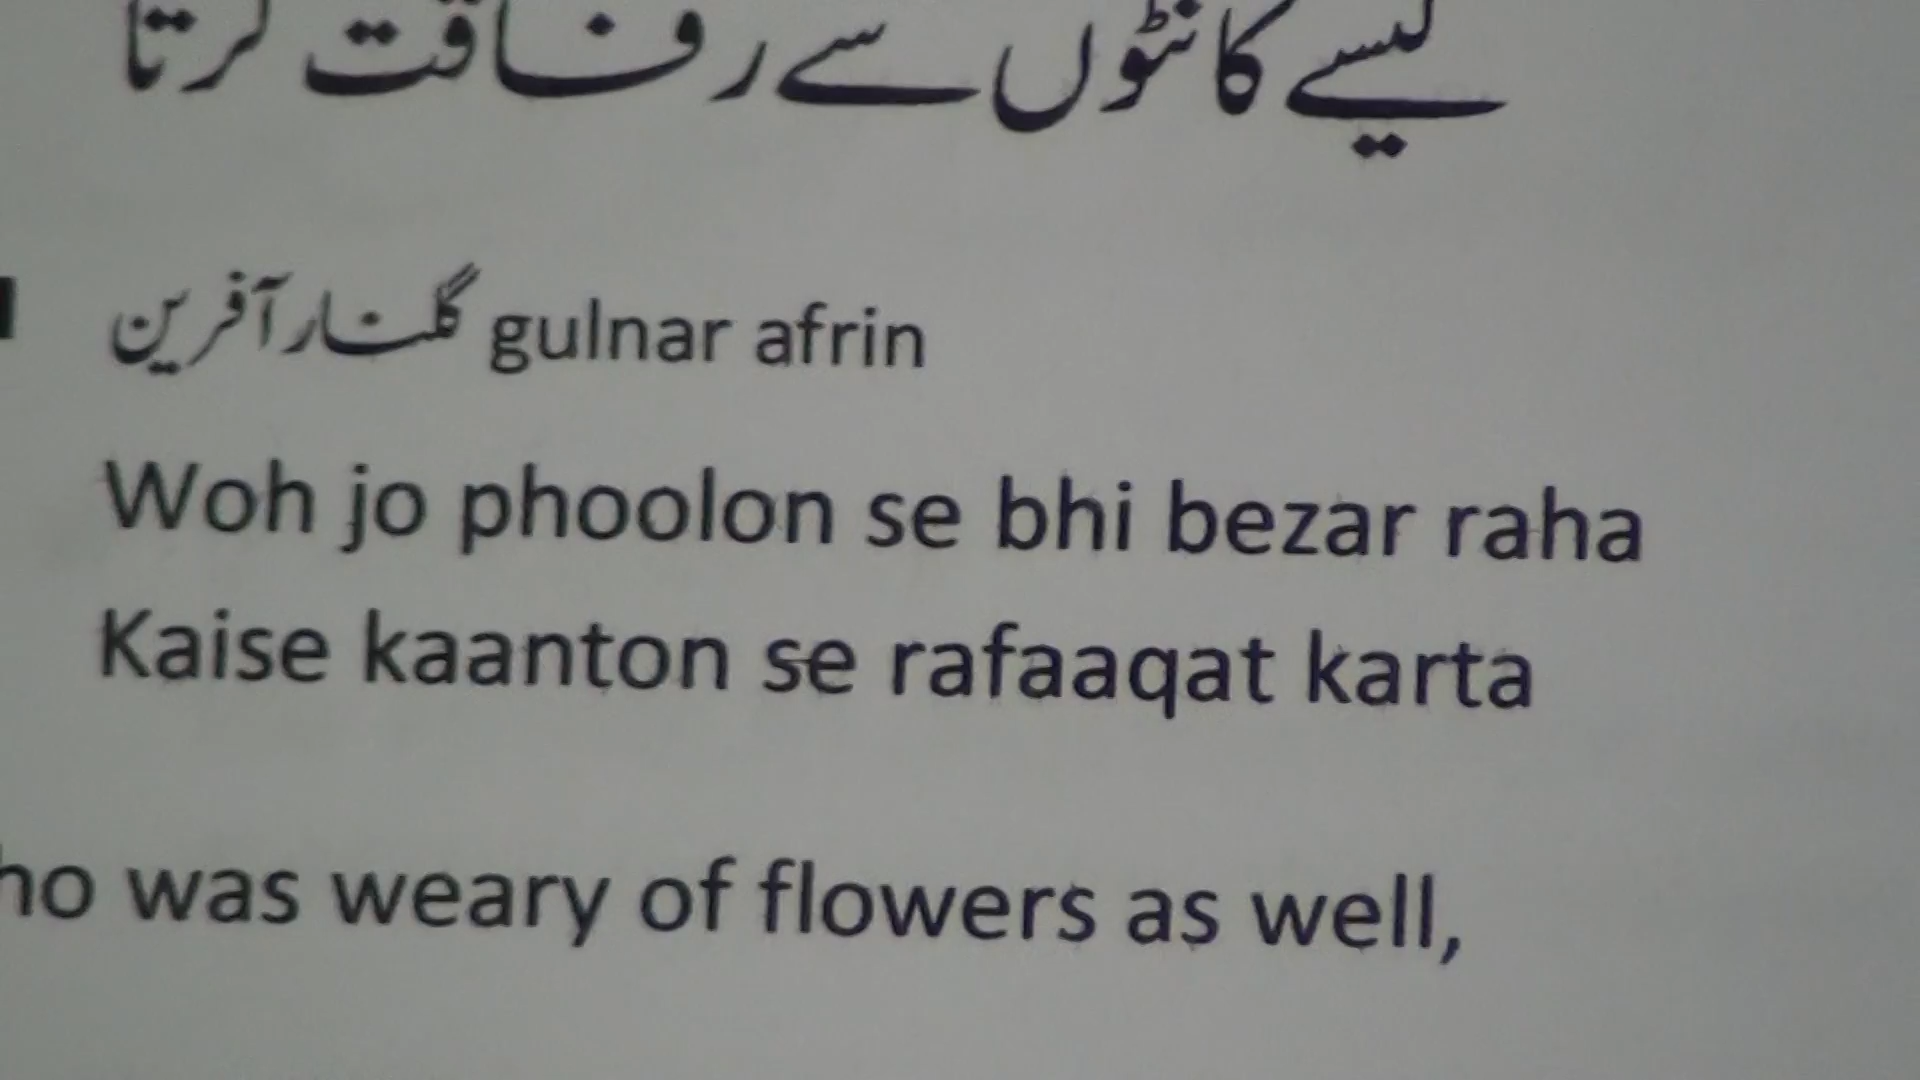 کیسے کانٹوں سے رفاقت کرتا
گلنار آفرین gulnar afrin
Woh jo phoolon se bhi bezar raha
Kaise kaanton se rafaaqat karta
was weary of flowers as well,